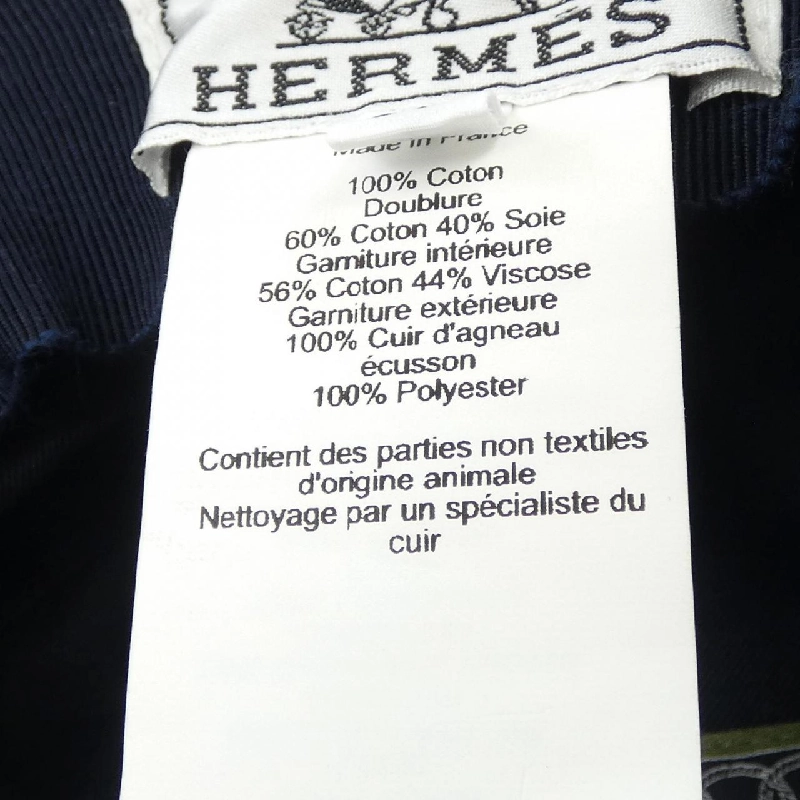 HERMÈS
Made in France
100% Coton
Doublure
60% Coton 40% Soie
Garniture intérieure
56% Coton 44% Viscose
Garniture extérieure
100% Cuir d'agneau
écusson
100% Polyester
Contient des parties non textiles
d'origine animale
Nettoyage par un spécialiste du
cuir